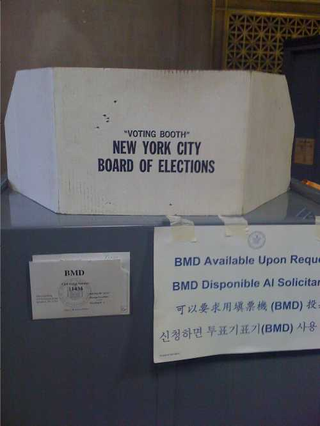 "VOTING BOOTH"
NEW YORK CITY
BOARD OF ELECTIONS
BMD
BMD Available Upon Reque
BMD Disponible Al Solicitar
可以要求用填票機 (BMD) 投
신청하면 투표기표기(BMD) 사용